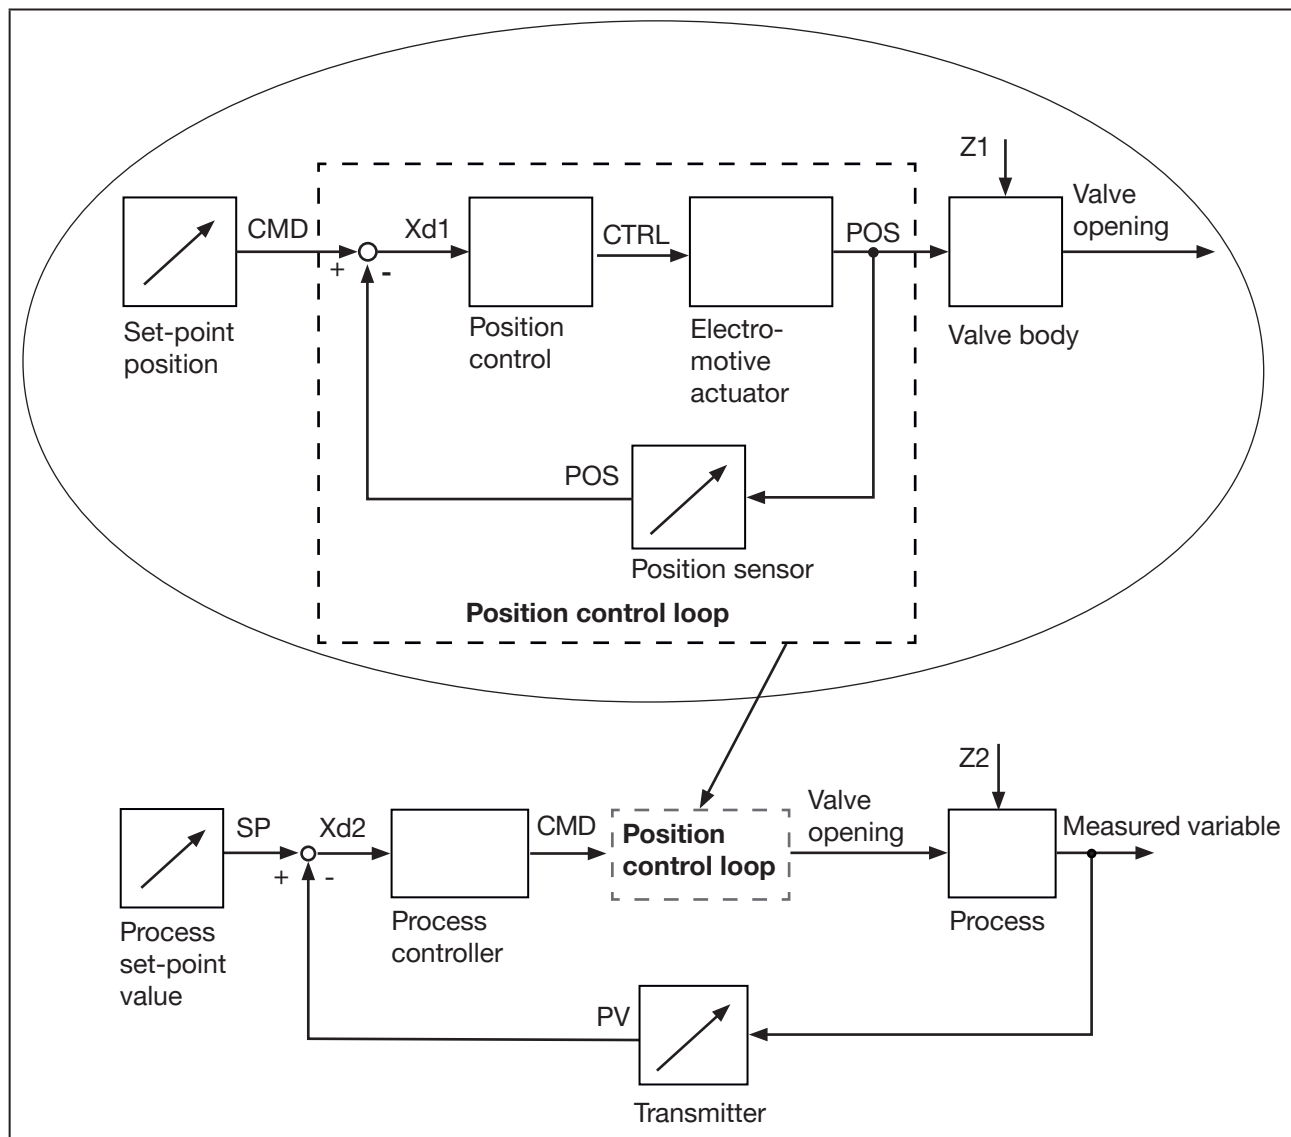 Z1
Valve
opening
CMD
Xd1
CTRL
POS
+
-
Set-point
position
Position
control
Electro-
motive
actuator
Valve body
POS
Position sensor
Position control loop
Z2
SP
Xd2
CMD
Position
control loop
Valve
opening
Measured variable
+
-
Process
set-point
value
Process
controller
Process
PV
Transmitter